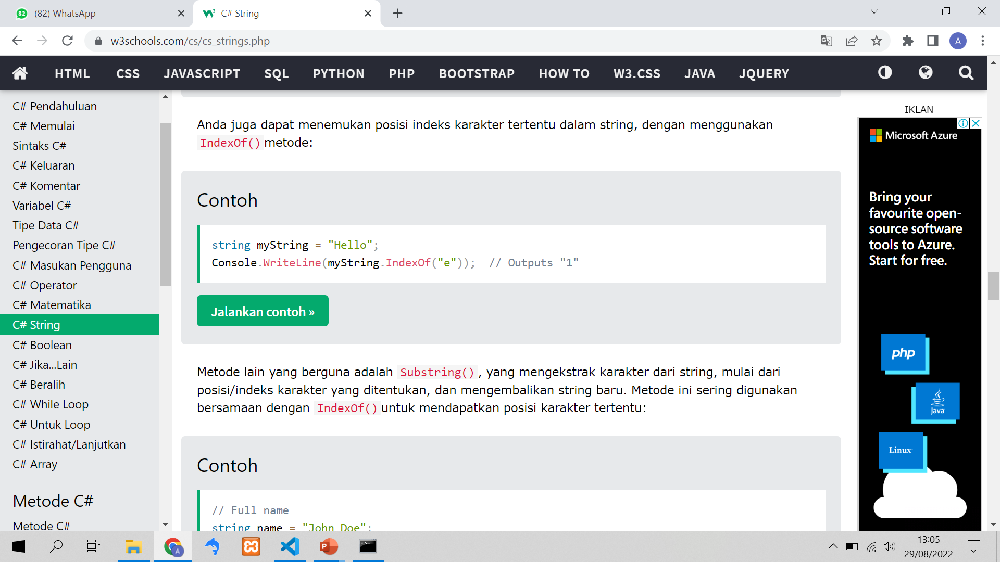 (82) WhatsApp
C# String
w3schools.com/cs/cs_strings.php
A
HTML CSS JAVASCRIPT SQL PYTHON PHP BOOTSTRAP HOW TO W3.CSS JAVA JQUERY
C# Pendahuluan
C# Memulai
Sintaks C#
C# Keluaran
C# Komentar
Variabel C#
Tipe Data C#
Pengecoran Tipe C#
C# Masukan Pengguna
C# Operator
C# Matematika
C# String
C# Boolean
C# Jika...Lain
C# Beralih
C# While Loop
C# Untuk Loop
C# Istirahat/Lanjutkan
C# Array
Metode C#
Metode C#
Anda juga dapat menemukan posisi indeks karakter tertentu dalam string, dengan menggunakan
IndexOf() metode:
Contoh
string myString = "Hello";
Console.WriteLine(myString.IndexOf("e"));  // Outputs "1"
Jalankan contoh »
Metode lain yang berguna adalah Substring() , yang mengekstrak karakter dari string, mulai dari
posisi/indeks karakter yang ditentukan, dan mengembalikan string baru. Metode ini sering digunakan
bersamaan dengan IndexOf() untuk mendapatkan posisi karakter tertentu:
Contoh
// Full name
string name = "John Doe";
IKLAN
Microsoft Azure
Bring your
favourite open-
source software
tools to Azure.
Start for free.
php
Java
Linux
13:05
29/08/2022